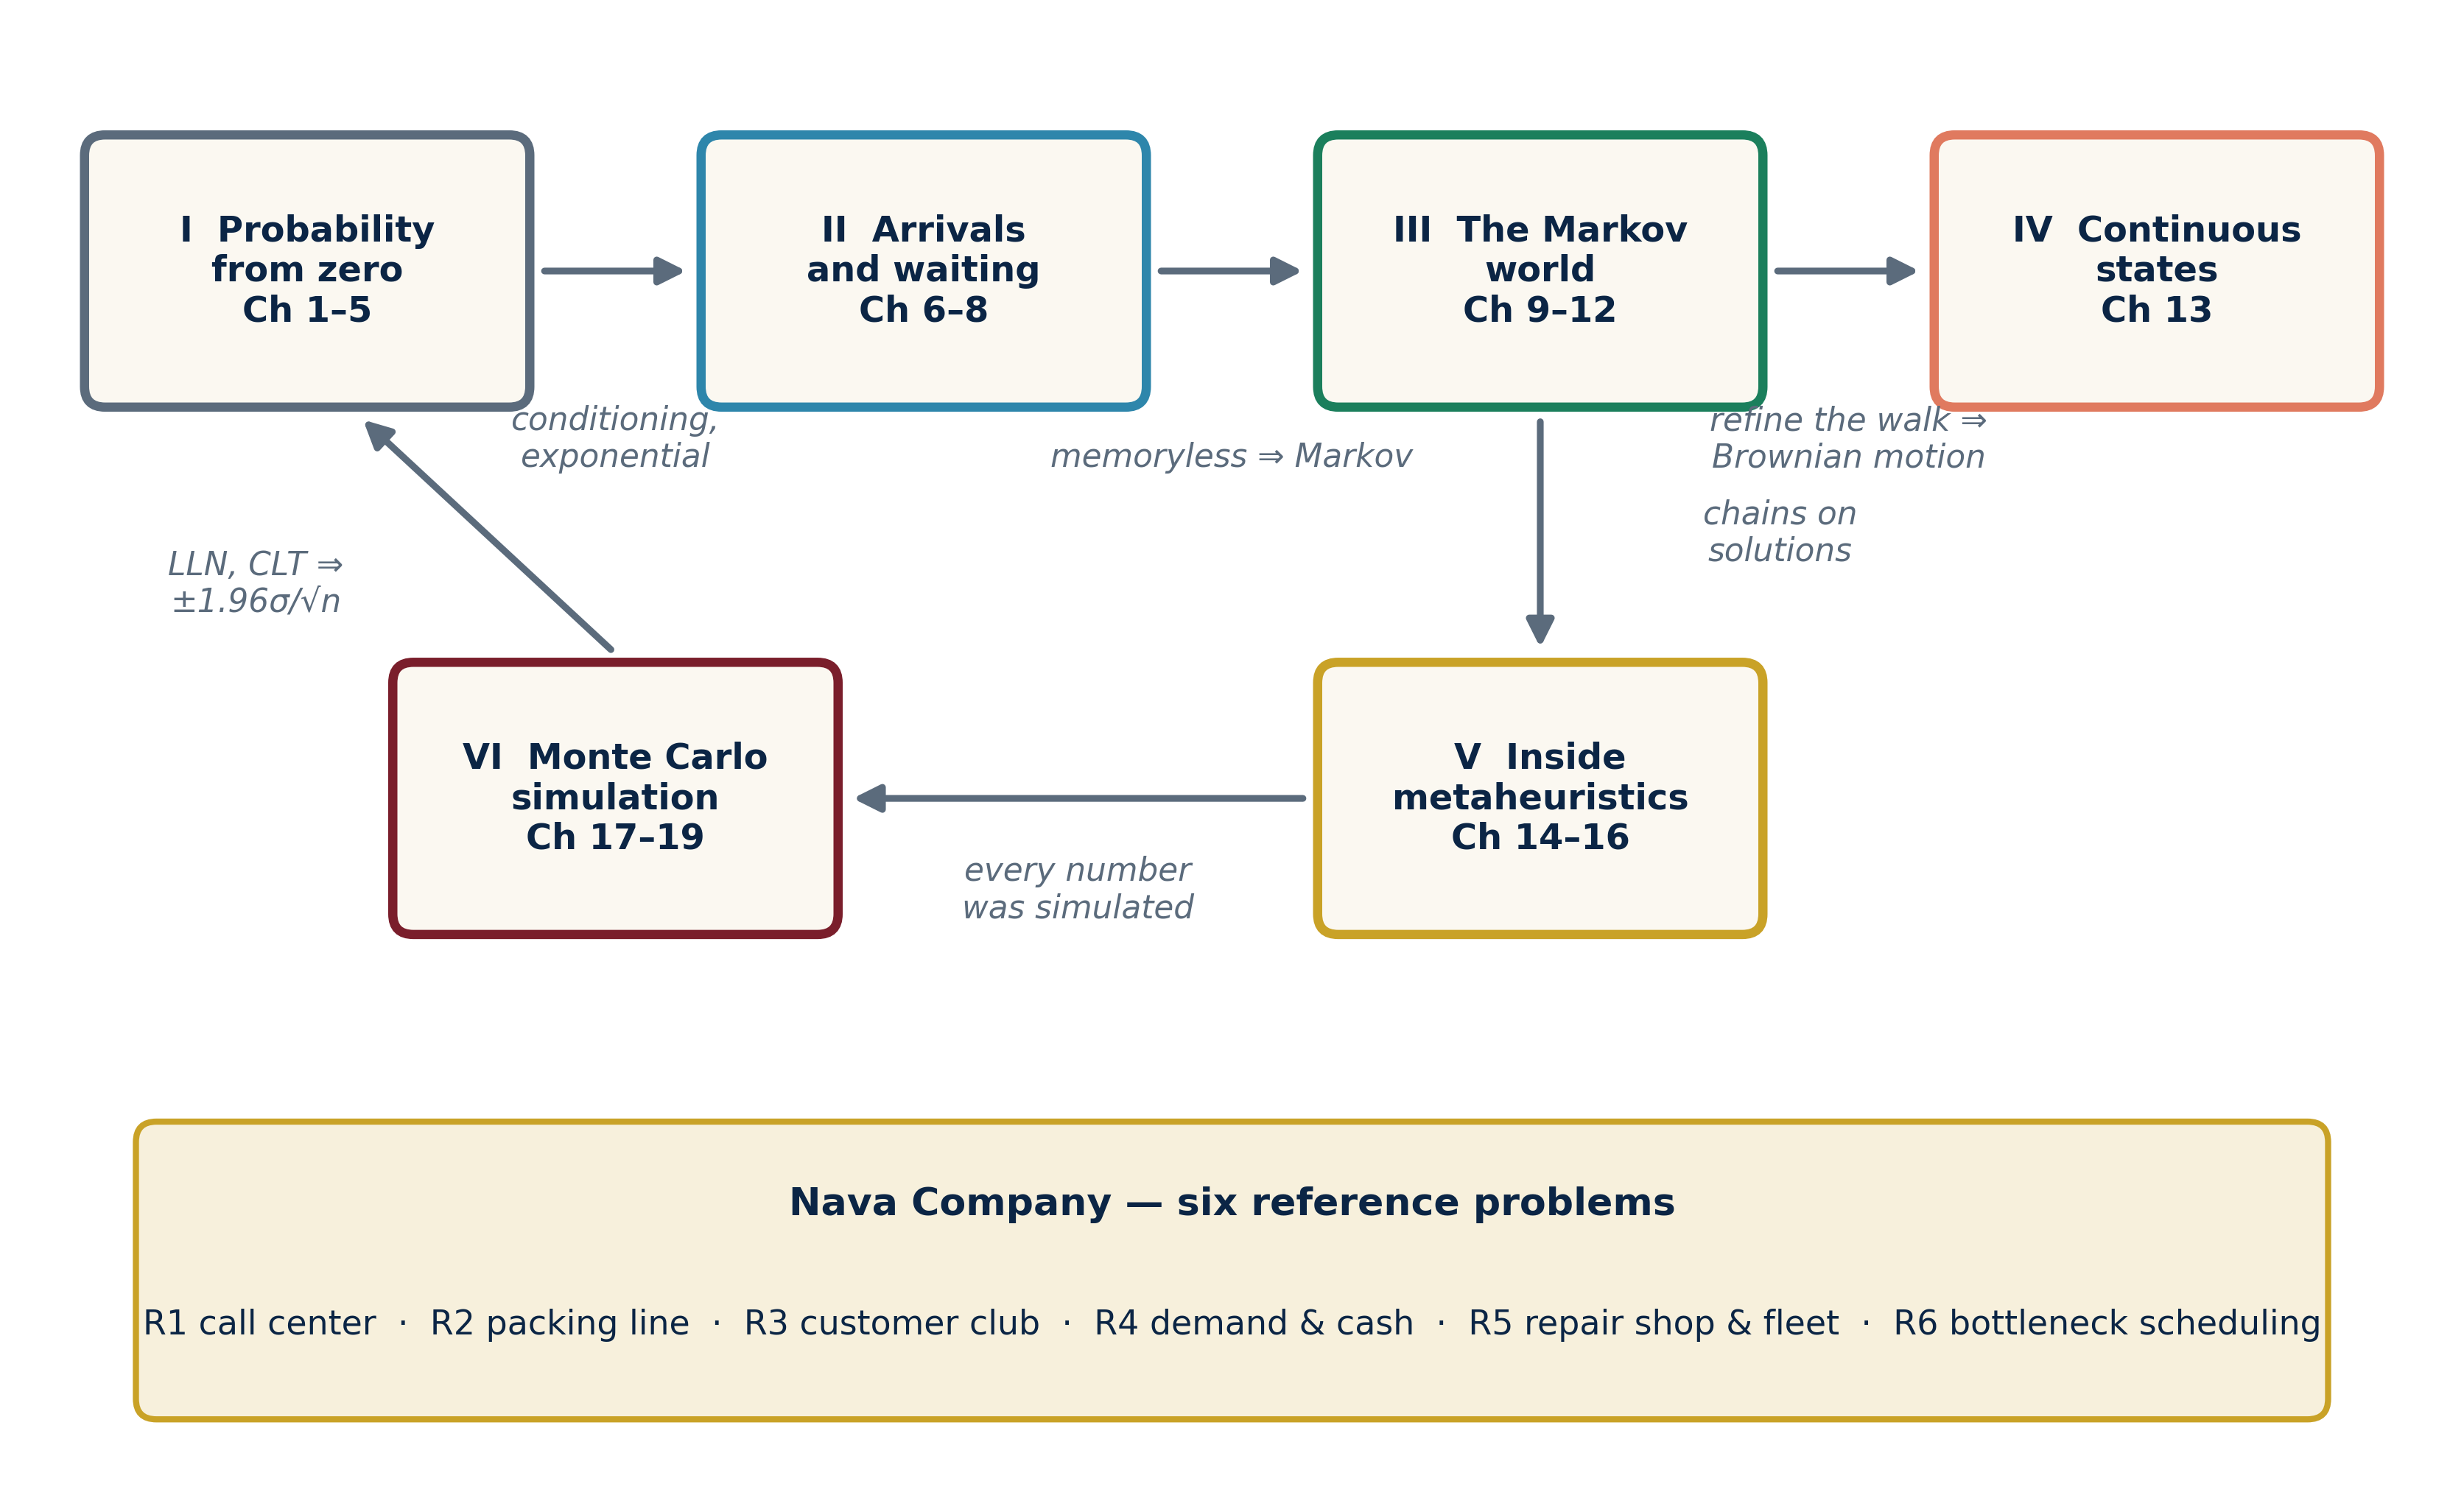 I  Probability
from zero
Ch 1–5
II  Arrivals
and waiting
Ch 6–8
III  The Markov
world
Ch 9–12
IV  Continuous
states
Ch 13
conditioning,
exponential
memoryless ⇒ Markov
refine the walk ⇒
Brownian motion
chains on
solutions
LLN, CLT ⇒
±1.96σ/√n
VI  Monte Carlo
simulation
Ch 17–19
every number
was simulated
V  Inside
metaheuristics
Ch 14–16
Nava Company — six reference problems
R1 call center · R2 packing line · R3 customer club · R4 demand & cash · R5 repair shop & fleet · R6 bottleneck scheduling